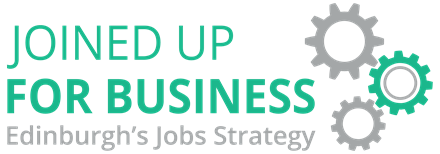 JOINED UP
FOR BUSINESS
Edinburgh's Jobs Strategy